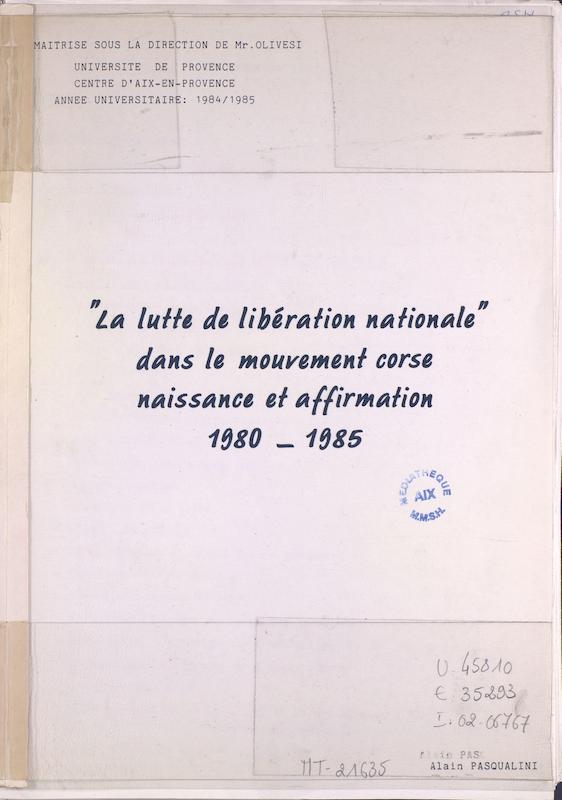 MAITRISE SOUS LA DIRECTION DE Mr.OLIVESI
UNIVERSITE DE PROVENCE
CENTRE D'AIX-EN-PROVENCE
ANNEE UNIVERSITAIRE: 1984/1985
"La lutte de libération nationale"
dans le mouvement corse
naissance et affirmation
1980 _ 1985
MEDIATHEQUE
AIX
M.M.S.H.
U. 45810
E 35293
I: 02-06767
Alain PAS
MT-21635
Alain PASQUALINI